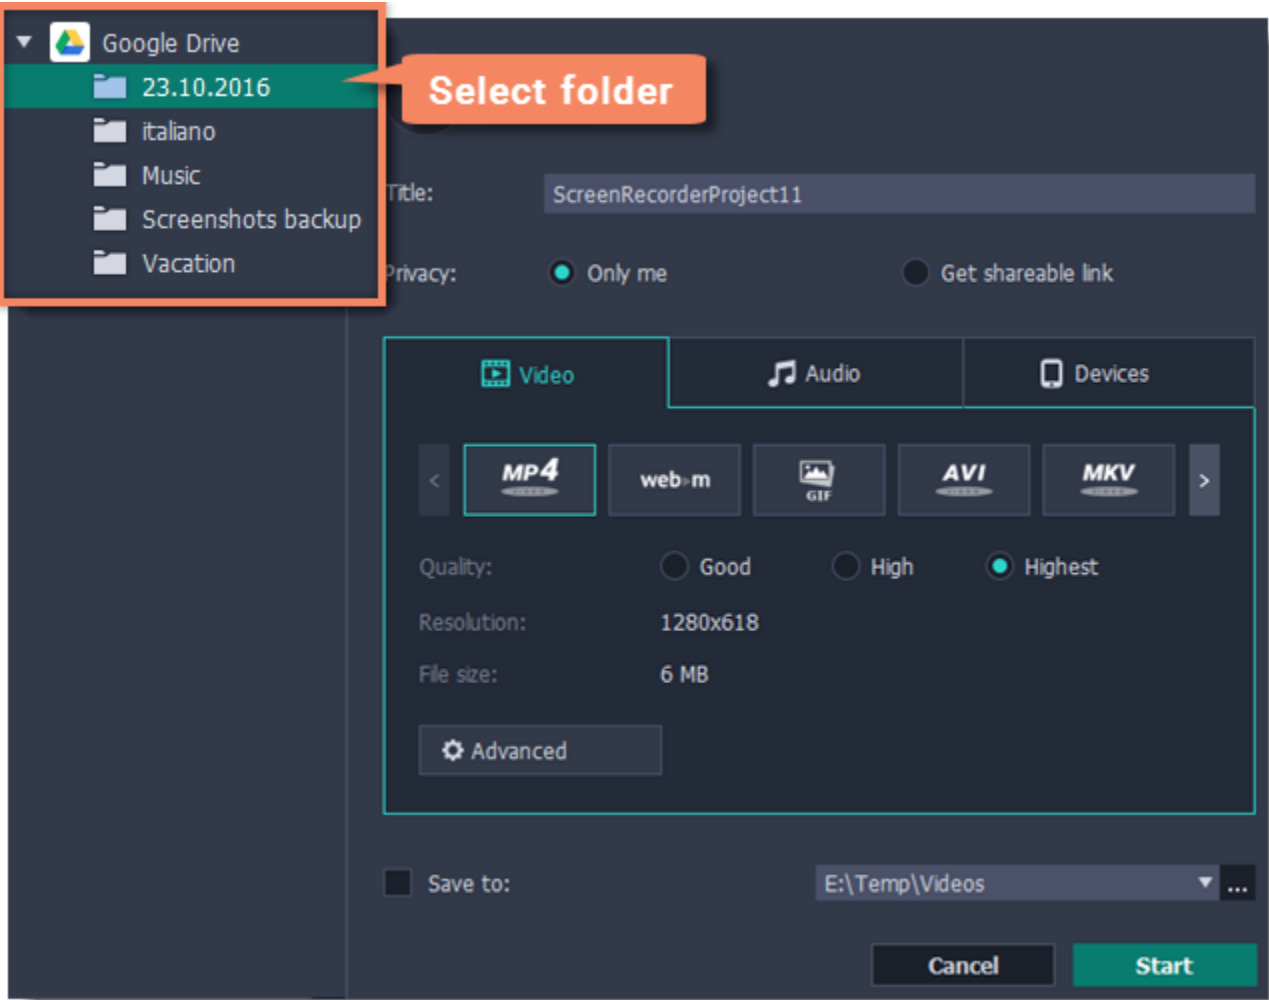 Google Drive
23.10.2016
Select folder
italiano
Music
Screenshots backup
Vacation
Title:
ScreenRecorderProject11
Privacy:
Only me
Get shareable link
Video
Audio
Devices
<
MP4
web m
GIF
AVI
MKV
>
Quality:
Good
High
Highest
Resolution:
1280x618
File size:
6 MB
Advanced
Save to:
E:\Temp\Videos
...
Cancel
Start